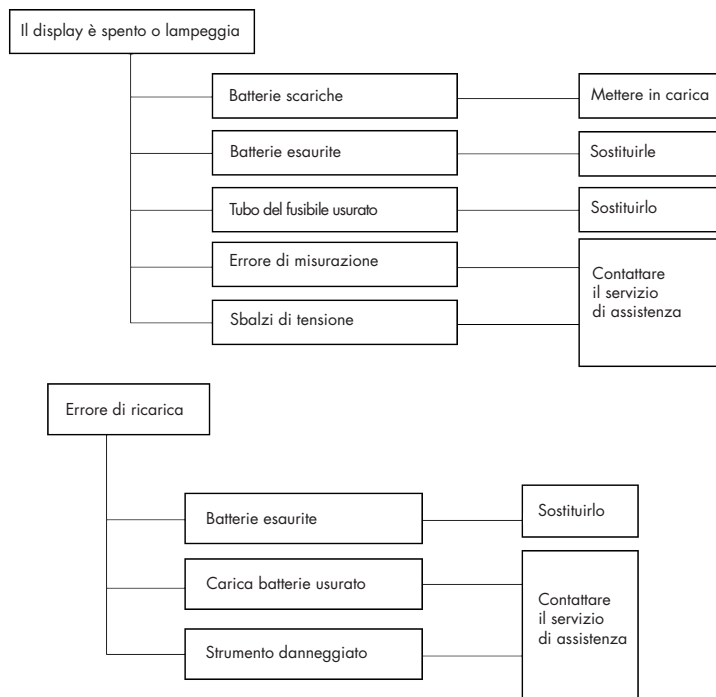 Il display è spento o lampeggia
Batterie scariche
Mettere in carica
Batterie esaurite
Sostituirle
Tubo del fusibile usurato
Sostituirlo
Errore di misurazione
Contattare
il servizio
di assistenza
Sbalzi di tensione
Errore di ricarica
Batterie esaurite
Sostituirlo
Carica batterie usurato
Contattare
il servizio
di assistenza
Strumento danneggiato